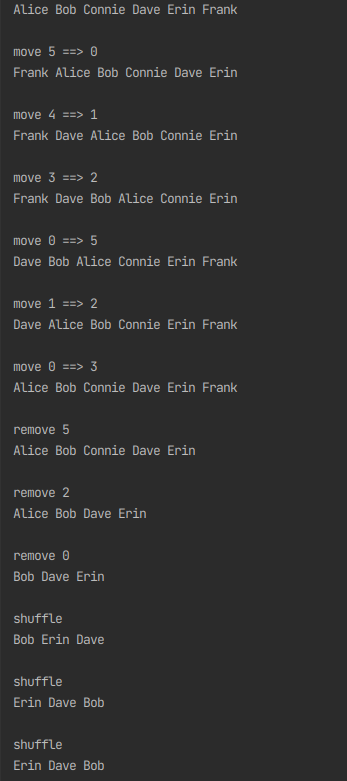 Alice Bob Connie Dave Erin Frank
move 5 ==> 0
Frank Alice Bob Connie Dave Erin
move 4 ==> 1
Frank Dave Alice Bob Connie Erin
move 3 ==> 2
Frank Dave Bob Alice Connie Erin
move 0 ==> 5
Dave Bob Alice Connie Erin Frank
move 1 ==> 2
Dave Alice Bob Connie Erin Frank
move 0 ==> 3
Alice Bob Connie Dave Erin Frank
remove 5
Alice Bob Connie Dave Erin
remove 2
Alice Bob Dave Erin
remove 0
Bob Dave Erin
shuffle
Bob Erin Dave
shuffle
Erin Dave Bob
shuffle
Erin Dave Bob